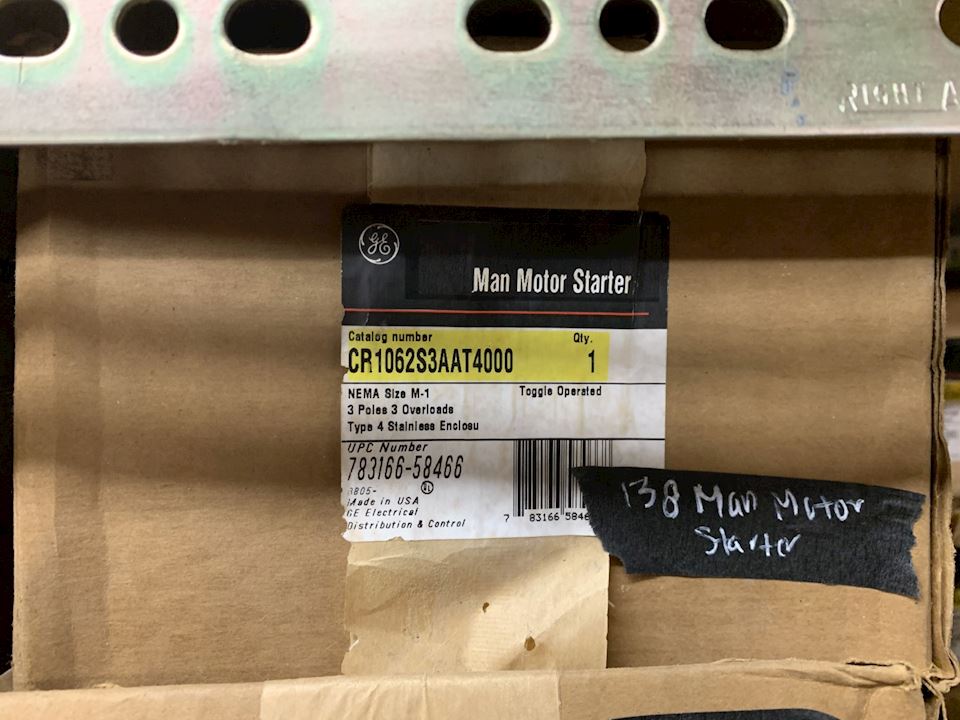 RIGHT A
GE
Man Motor Starter
Catalog number Qty.
CR1062S3AAT4000 1
NEMA Size M-1 Toggle Operated
3 Poles 3 Overloads
Type 4 Stainless Enclosu
UPC Number
783166-58466
Made in USA
GE Electrical
Distribution & Control
7 83166 5846
138 Man Motor
Starter